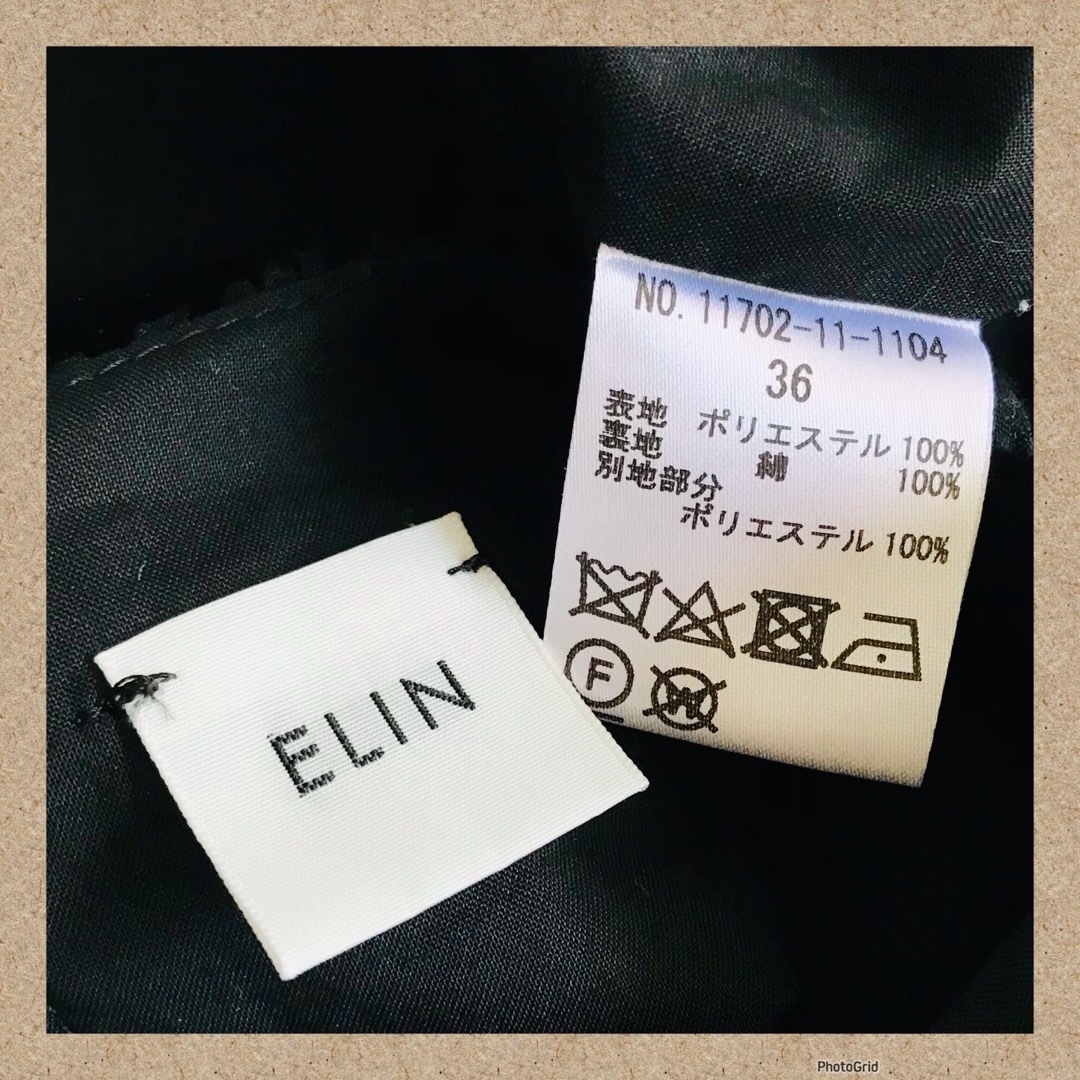 NO. 11702-11-1104
36
表地 ポリエステル 100%
裏地 綿 100%
別地部分
ポリエステル 100%
F
W
ELIN
PhotoGrid